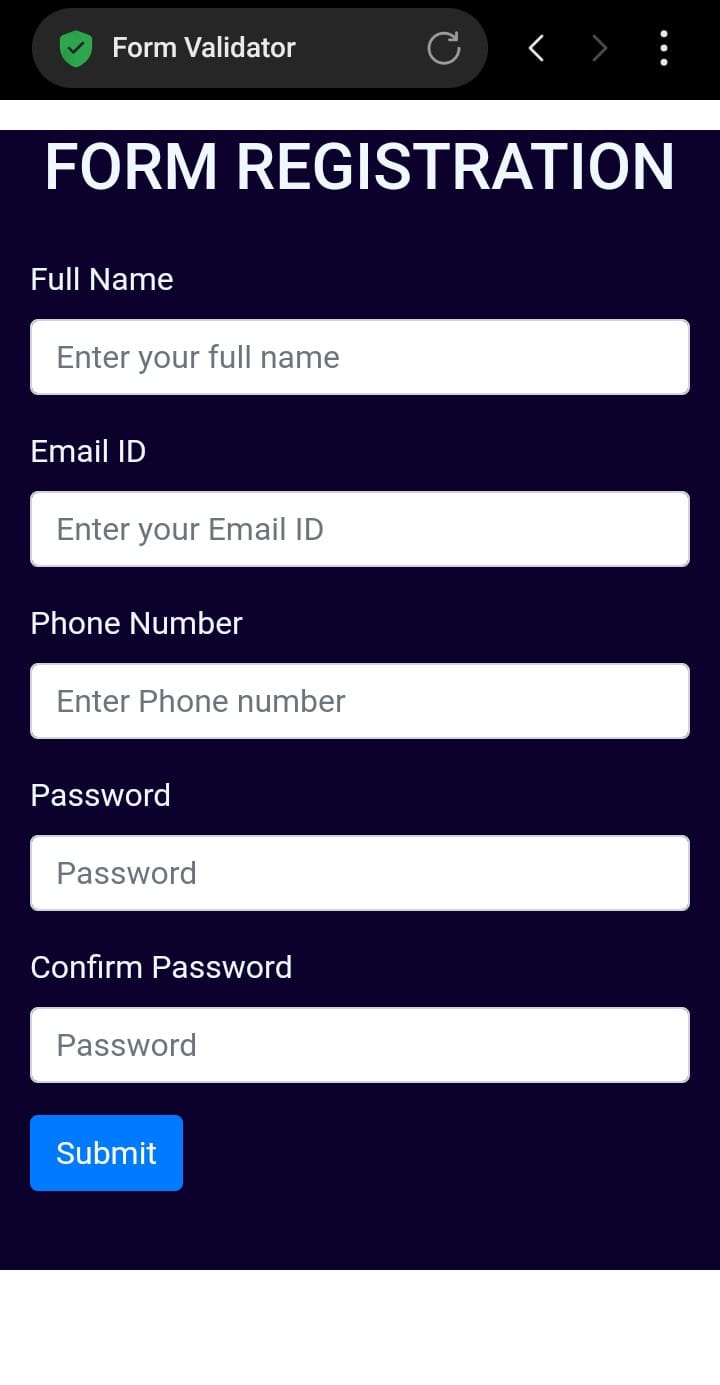 Form Validator
FORM REGISTRATION
Full Name
Enter your full name
Email ID
Enter your Email ID
Phone Number
Enter Phone number
Password
Password
Confirm Password
Password
Submit